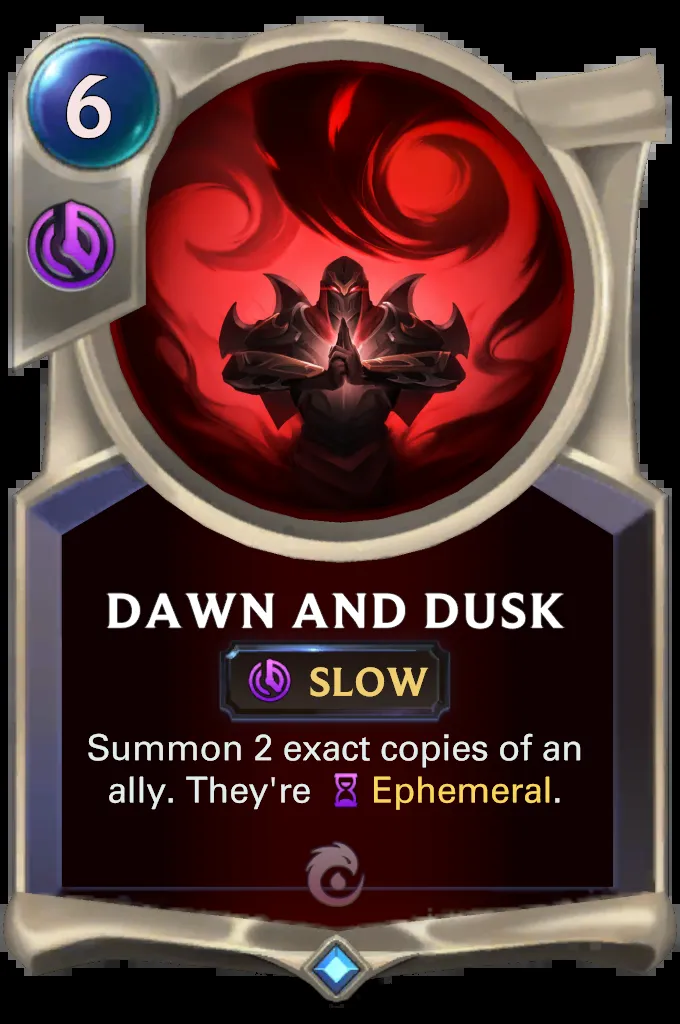 6
DAWN AND DUSK
SLOW
Summon 2 exact copies of an
ally. They're Ephemeral.